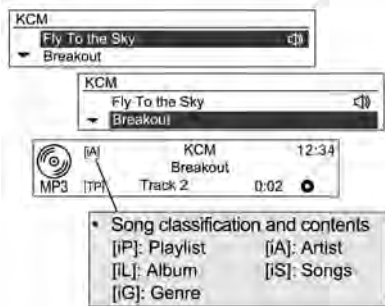 KCM
Fly To the Sky
Breakout
KCM
Fly To the Sky
Breakout
[iA] KCM 12:34
Breakout
MP3 [TP] Track 2 0:02
• Song classification and contents
[iP]: Playlist [iA]: Artist
[iL]: Album [iS]: Songs
[iG]: Genre